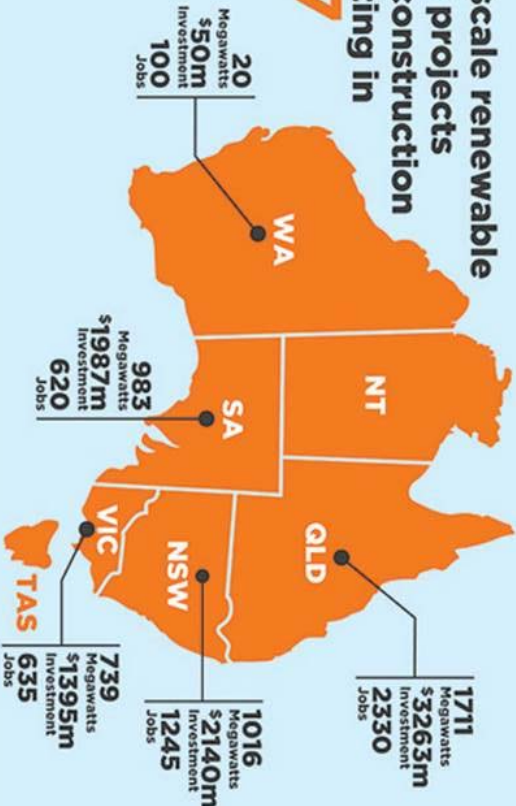 scale renewable
projects
construction
in
7
WA
NT
SA
QLD
NSW
VIC
TAS
20
Megawatts
$50m
Investment
100
Jobs
983
Megawatts
$1987m
Investment
620
Jobs
1711
Megawatts
$3263m
Investment
2330
Jobs
1016
Megawatts
$2140m
Investment
1245
Jobs
739
Megawatts
$1395m
Investment
635
Jobs